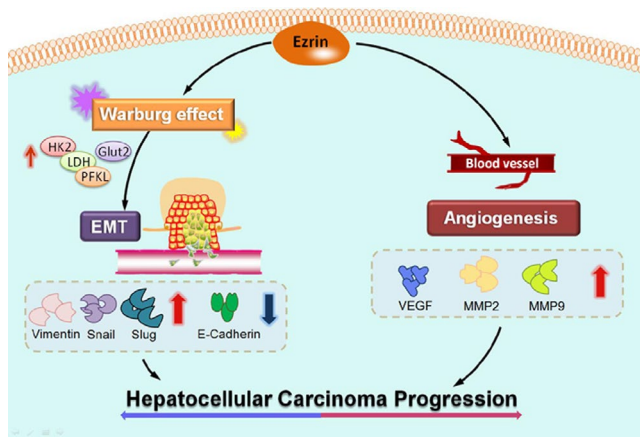 Ezrin
Warburg effect
HK2
Glut2
LDH
PFKL
Blood vessel
EMT
Angiogenesis
VEGF MMP2 MMP9
Vimentin Snail Slug E-Cadherin
Hepatocellular Carcinoma Progression